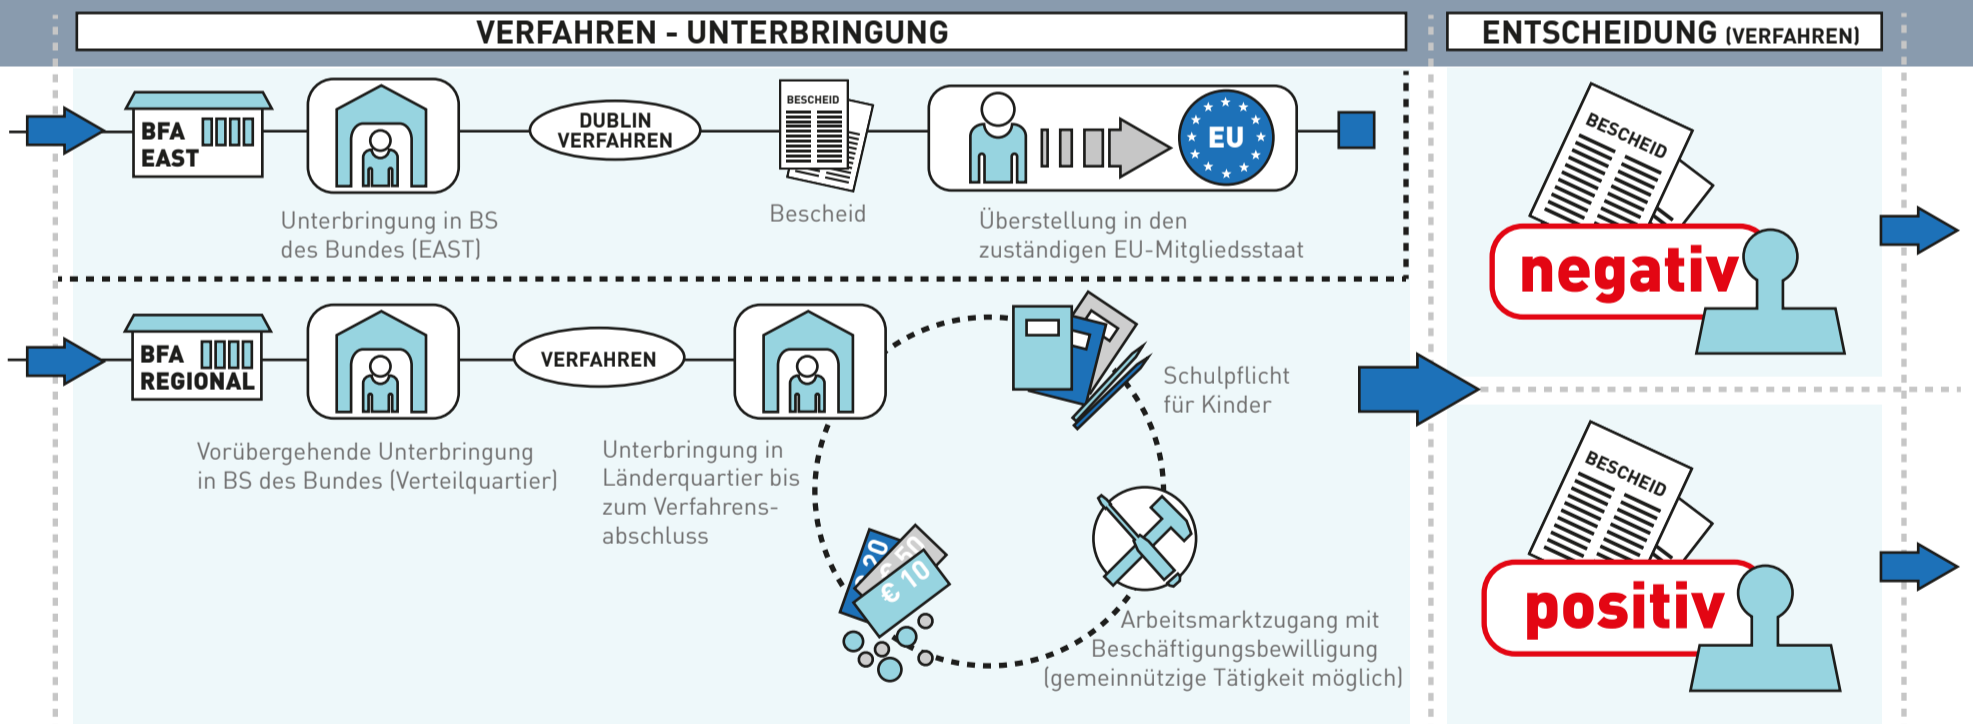 VERFAHREN - UNTERBRINGUNG
ENTSCHEIDUNG (VERFAHREN)
BFA
EAST
DUBLIN
VERFAHREN
BESCHEID
EU
Unterbringung in BS
des Bundes (EAST)
Bescheid
Überstellung in den
zuständigen EU-Mitgliedsstaat
BFA
REGIONAL
VERFAHREN
Vorübergehende Unterbringung
in BS des Bundes (Verteilquartier)
Unterbringung in
Länderquartier bis
zum Verfahrens-
abschluss
Schulpflicht
für Kinder
€ 20
€ 50
€ 10
Arbeitsmarktzugang mit
Beschäftigungsbewilligung
(gemeinnützige Tätigkeit möglich)
BESCHEID
negativ
BESCHEID
positiv